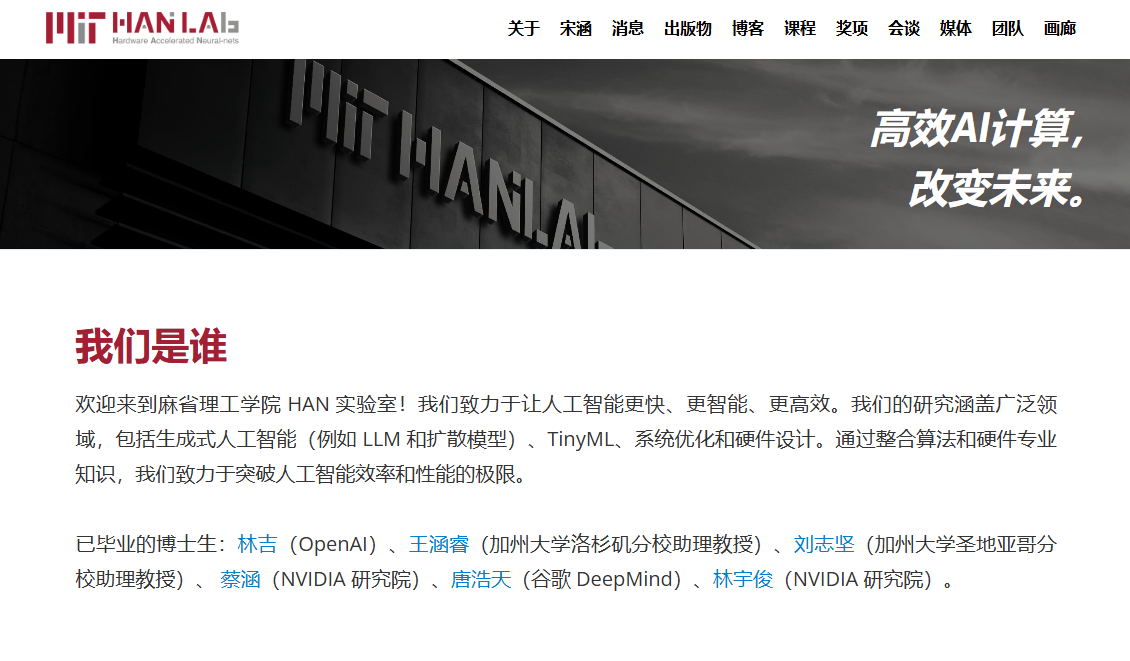 MIT HAN LAb
Hardware Accelerated Neural-nets
关于 宋涵 消息 出版物 博客 课程 奖项 会谈 媒体 团队 画廊
MIT HAN LAb
高效AI计算，
改变未来。
我们是谁
欢迎来到麻省理工学院 HAN 实验室！我们致力于让人工智能更快、更智能、更高效。我们的研究涵盖广泛领
域，包括生成式人工智能（例如 LLM 和扩散模型）、TinyML、系统优化和硬件设计。通过整合算法和硬件专业
知识，我们致力于突破人工智能效率和性能的极限。
已毕业的博士生：林吉（OpenAI）、王涵睿（加州大学洛杉矶分校助理教授）、刘志坚（加州大学圣地亚哥分
校助理教授）、 蔡涵（NVIDIA 研究院）、唐浩天（谷歌 DeepMind）、林宇俊（NVIDIA 研究院）。